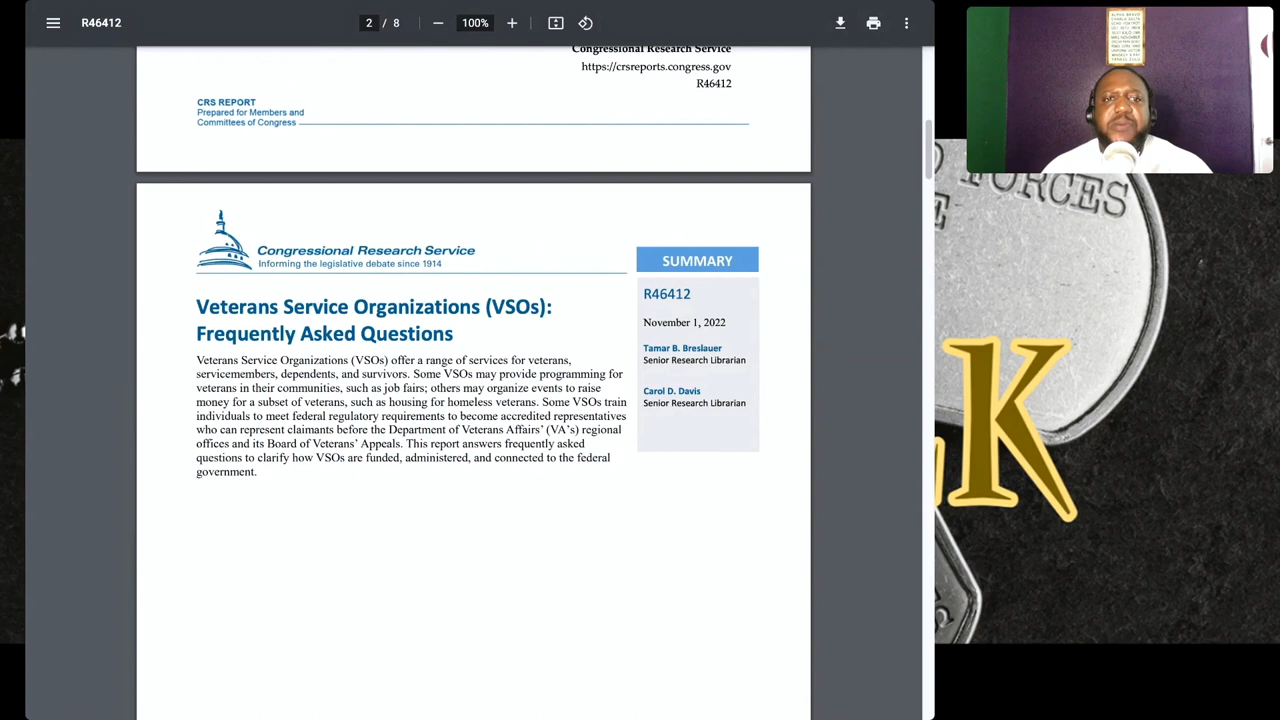 R46412
2 / 8
100%
Congressional Research Service
https://crsreports.congress.gov
R46412
CRS REPORT
Prepared for Members and
Committees of Congress
Congressional Research Service
Informing the legislative debate since 1914
Veterans Service Organizations (VSOs):
Frequently Asked Questions
Veterans Service Organizations (VSOs) offer a range of services for veterans,
servicemembers, dependents, and survivors. Some VSOs may provide programming for
veterans in their communities, such as job fairs; others may organize events to raise
money for a subset of veterans, such as housing for homeless veterans. Some VSOs train
individuals to meet federal regulatory requirements to become accredited representatives
who can represent claimants before the Department of Veterans Affairs' (VA's) regional
offices and its Board of Veterans' Appeals. This report answers frequently asked
questions to clarify how VSOs are funded, administered, and connected to the federal
government.
SUMMARY
R46412
November 1, 2022
Tamar B. Breslauer
Senior Research Librarian
Carol D. Davis
Senior Research Librarian
FORCES
K